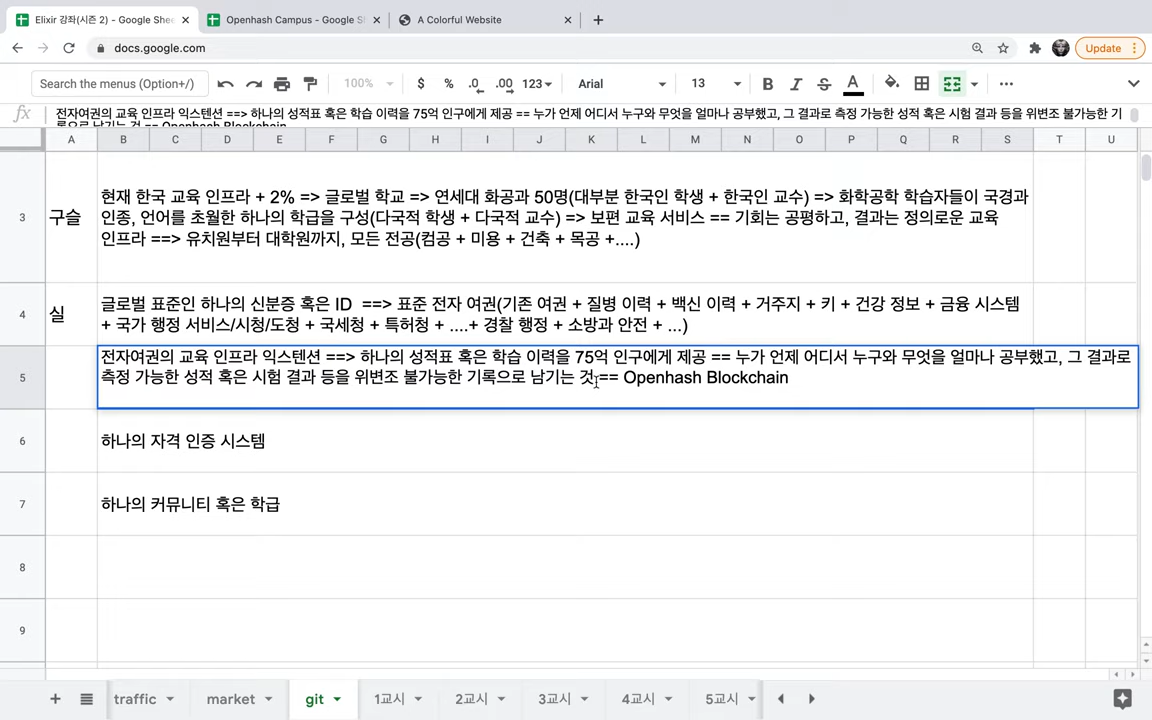 Elixir 강좌(시즌 2) - Google Shee
Openhash Campus - Google Sh
A Colorful Website
docs.google.com
Update
Search the menus (Option+/)
100%
$ % .0 .00 123
Arial
13
B I S A
fx
전자여권의 교육 인프라 익스텐션 ==> 하나의 성적표 혹은 학습 이력을 75억 인구에게 제공 == 누가 언제 어디서 누구와 무엇을 얼마나 공부했고, 그 결과로 측정 가능한 성적 혹은 시험 결과 등을 위변조 불가능한 기
록으로 남기는 것 == Openhash Blockchain
A B C D E F G H I J K L M N O P Q R S T U
3
구슬
현재 한국 교육 인프라 + 2% => 글로벌 학교 => 연세대 화공과 50명(대부분 한국인 학생 + 한국인 교수) => 화학공학 학습자들이 국경과
인종, 언어를 초월한 하나의 학급을 구성(다국적 학생 + 다국적 교수) => 보편 교육 서비스 == 기회는 공평하고, 결과는 정의로운 교육
인프라 ==> 유치원부터 대학원까지, 모든 전공(컴공 + 미용 + 건축 + 목공 +....)
4
실
글로벌 표준인 하나의 신분증 혹은 ID ==> 표준 전자 여권(기존 여권 + 질병 이력 + 백신 이력 + 거주지 + 키 + 건강 정보 + 금융 시스템
+ 국가 행정 서비스/시청/도청 + 국세청 + 특허청 + ....+ 경찰 행정 + 소방과 안전 + ...)
5
전자여권의 교육 인프라 익스텐션 ==> 하나의 성적표 혹은 학습 이력을 75억 인구에게 제공 == 누가 언제 어디서 누구와 무엇을 얼마나 공부했고, 그 결과로
측정 가능한 성적 혹은 시험 결과 등을 위변조 불가능한 기록으로 남기는 것 == Openhash Blockchain
6
하나의 자격 인증 시스템
7
하나의 커뮤니티 혹은 학급
8
9
traffic
market
git
1교시
2교시
3교시
4교시
5교시